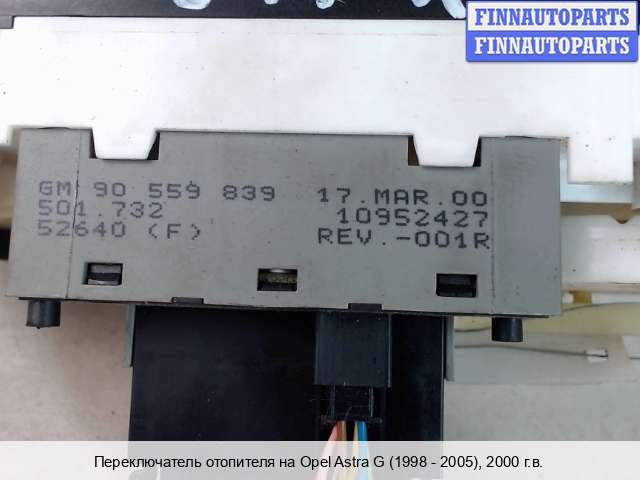 FINNAUTOPARTS
FINNAUTOPARTS
GM 90 559 839 17.MAR.00
501.732 10952427
52640 (F) REV.-001R
Переключатель отопителя на Opel Astra G (1998 - 2005), 2000 г.в.